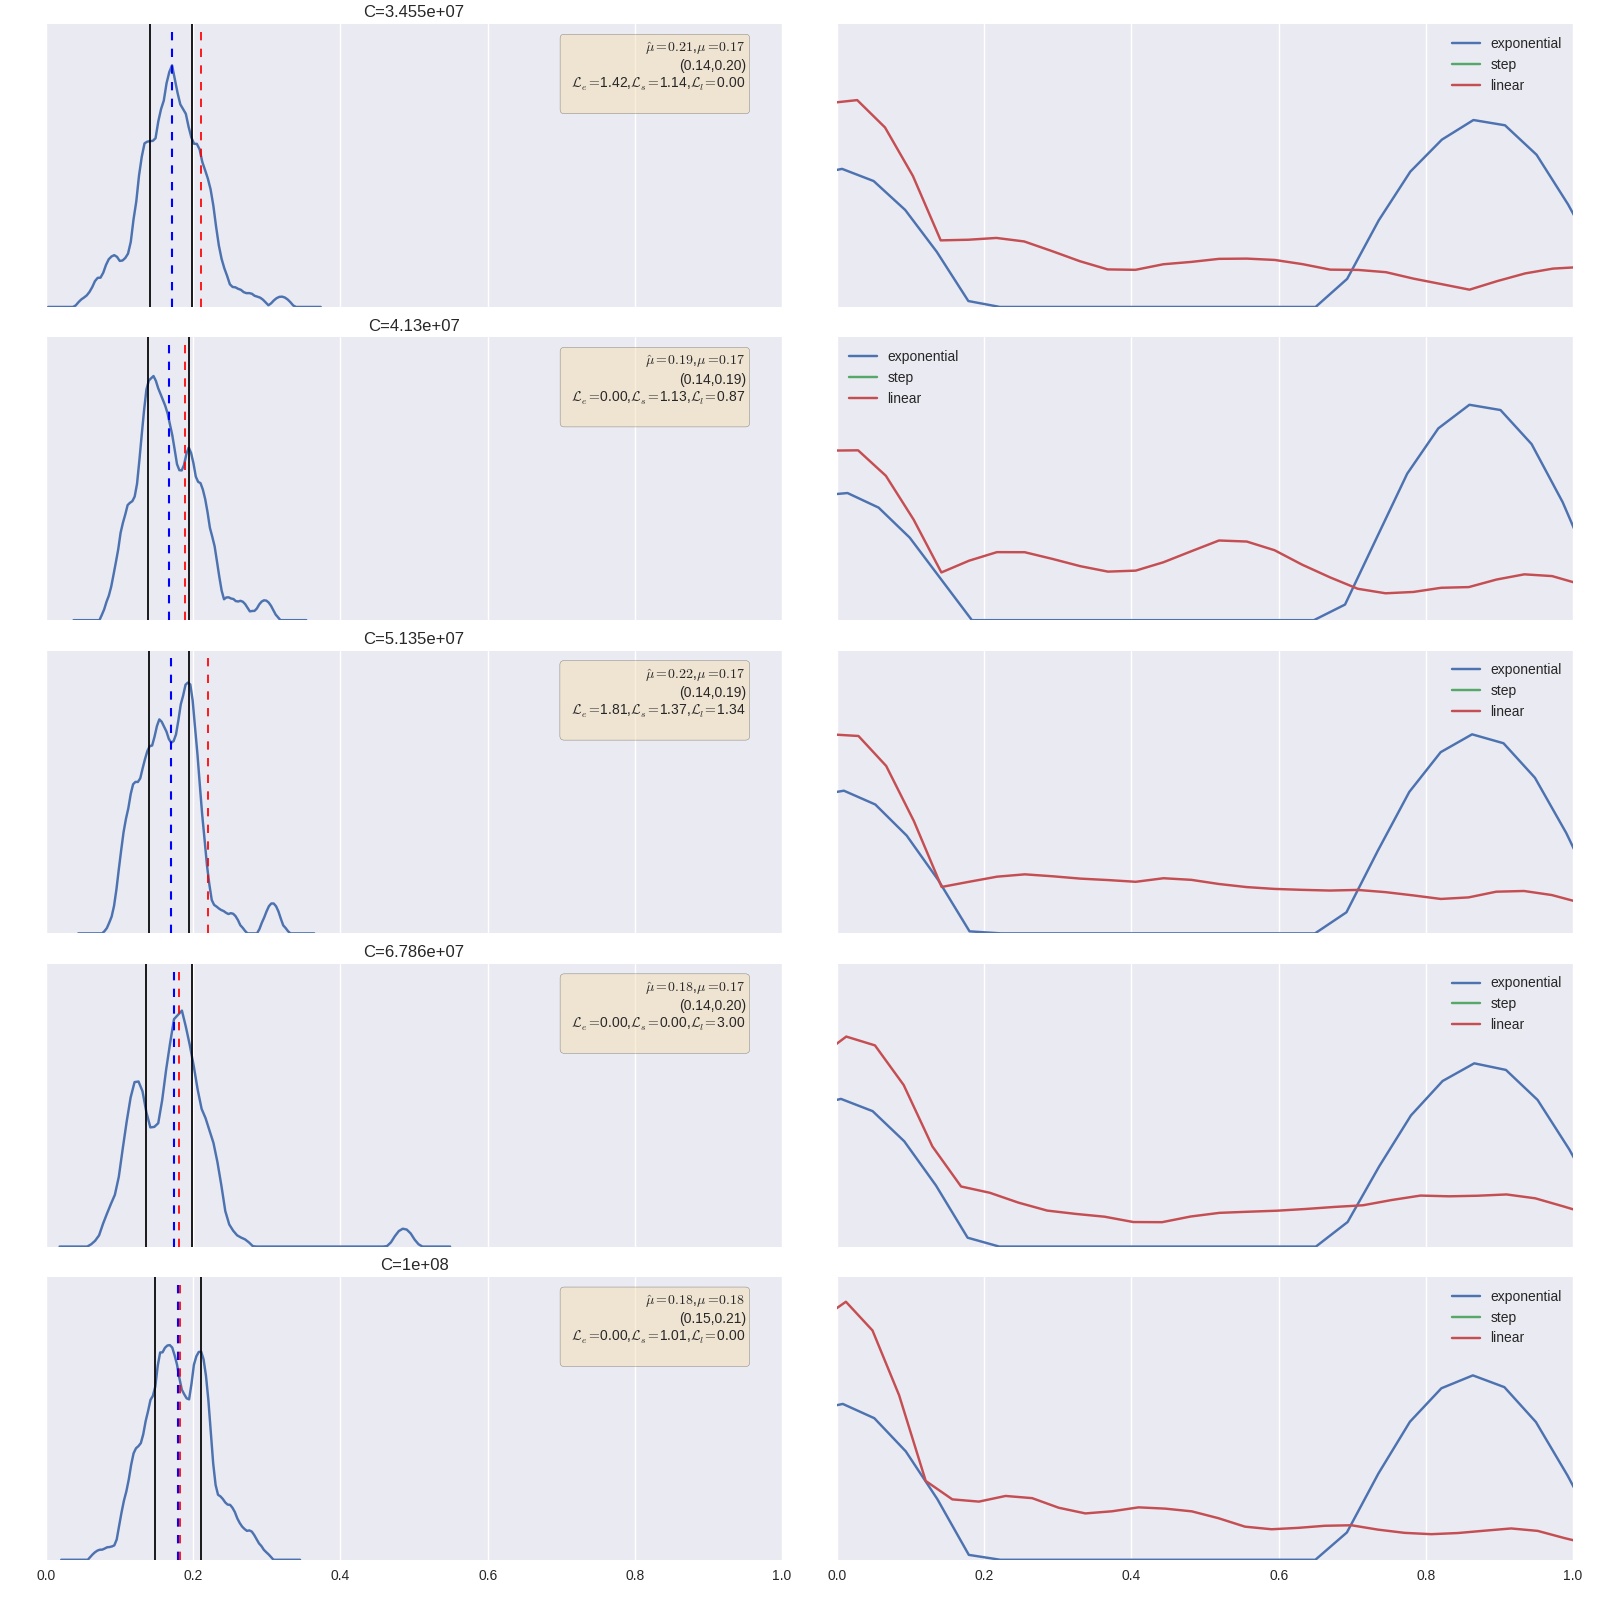 C=3.455e+07
μ̂=0.21,μ=0.17
(0.14,0.20)
ℒₑ=1.42,ℒₛ=1.14,ℒₗ=0.00
exponential
step
linear
C=4.13e+07
μ̂=0.19,μ=0.17
(0.14,0.19)
ℒₑ=0.00,ℒₛ=1.13,ℒₗ=0.87
exponential
step
linear
C=5.135e+07
μ̂=0.22,μ=0.17
(0.14,0.19)
ℒₑ=1.81,ℒₛ=1.37,ℒₗ=1.34
exponential
step
linear
C=6.786e+07
μ̂=0.18,μ=0.17
(0.14,0.20)
ℒₑ=0.00,ℒₛ=0.00,ℒₗ=3.00
exponential
step
linear
C=1e+08
μ̂=0.18,μ=0.18
(0.15,0.21)
ℒₑ=0.00,ℒₛ=1.01,ℒₗ=0.00
exponential
step
linear
0.0 0.2 0.4 0.6 0.8 1.0
0.0 0.2 0.4 0.6 0.8 1.0